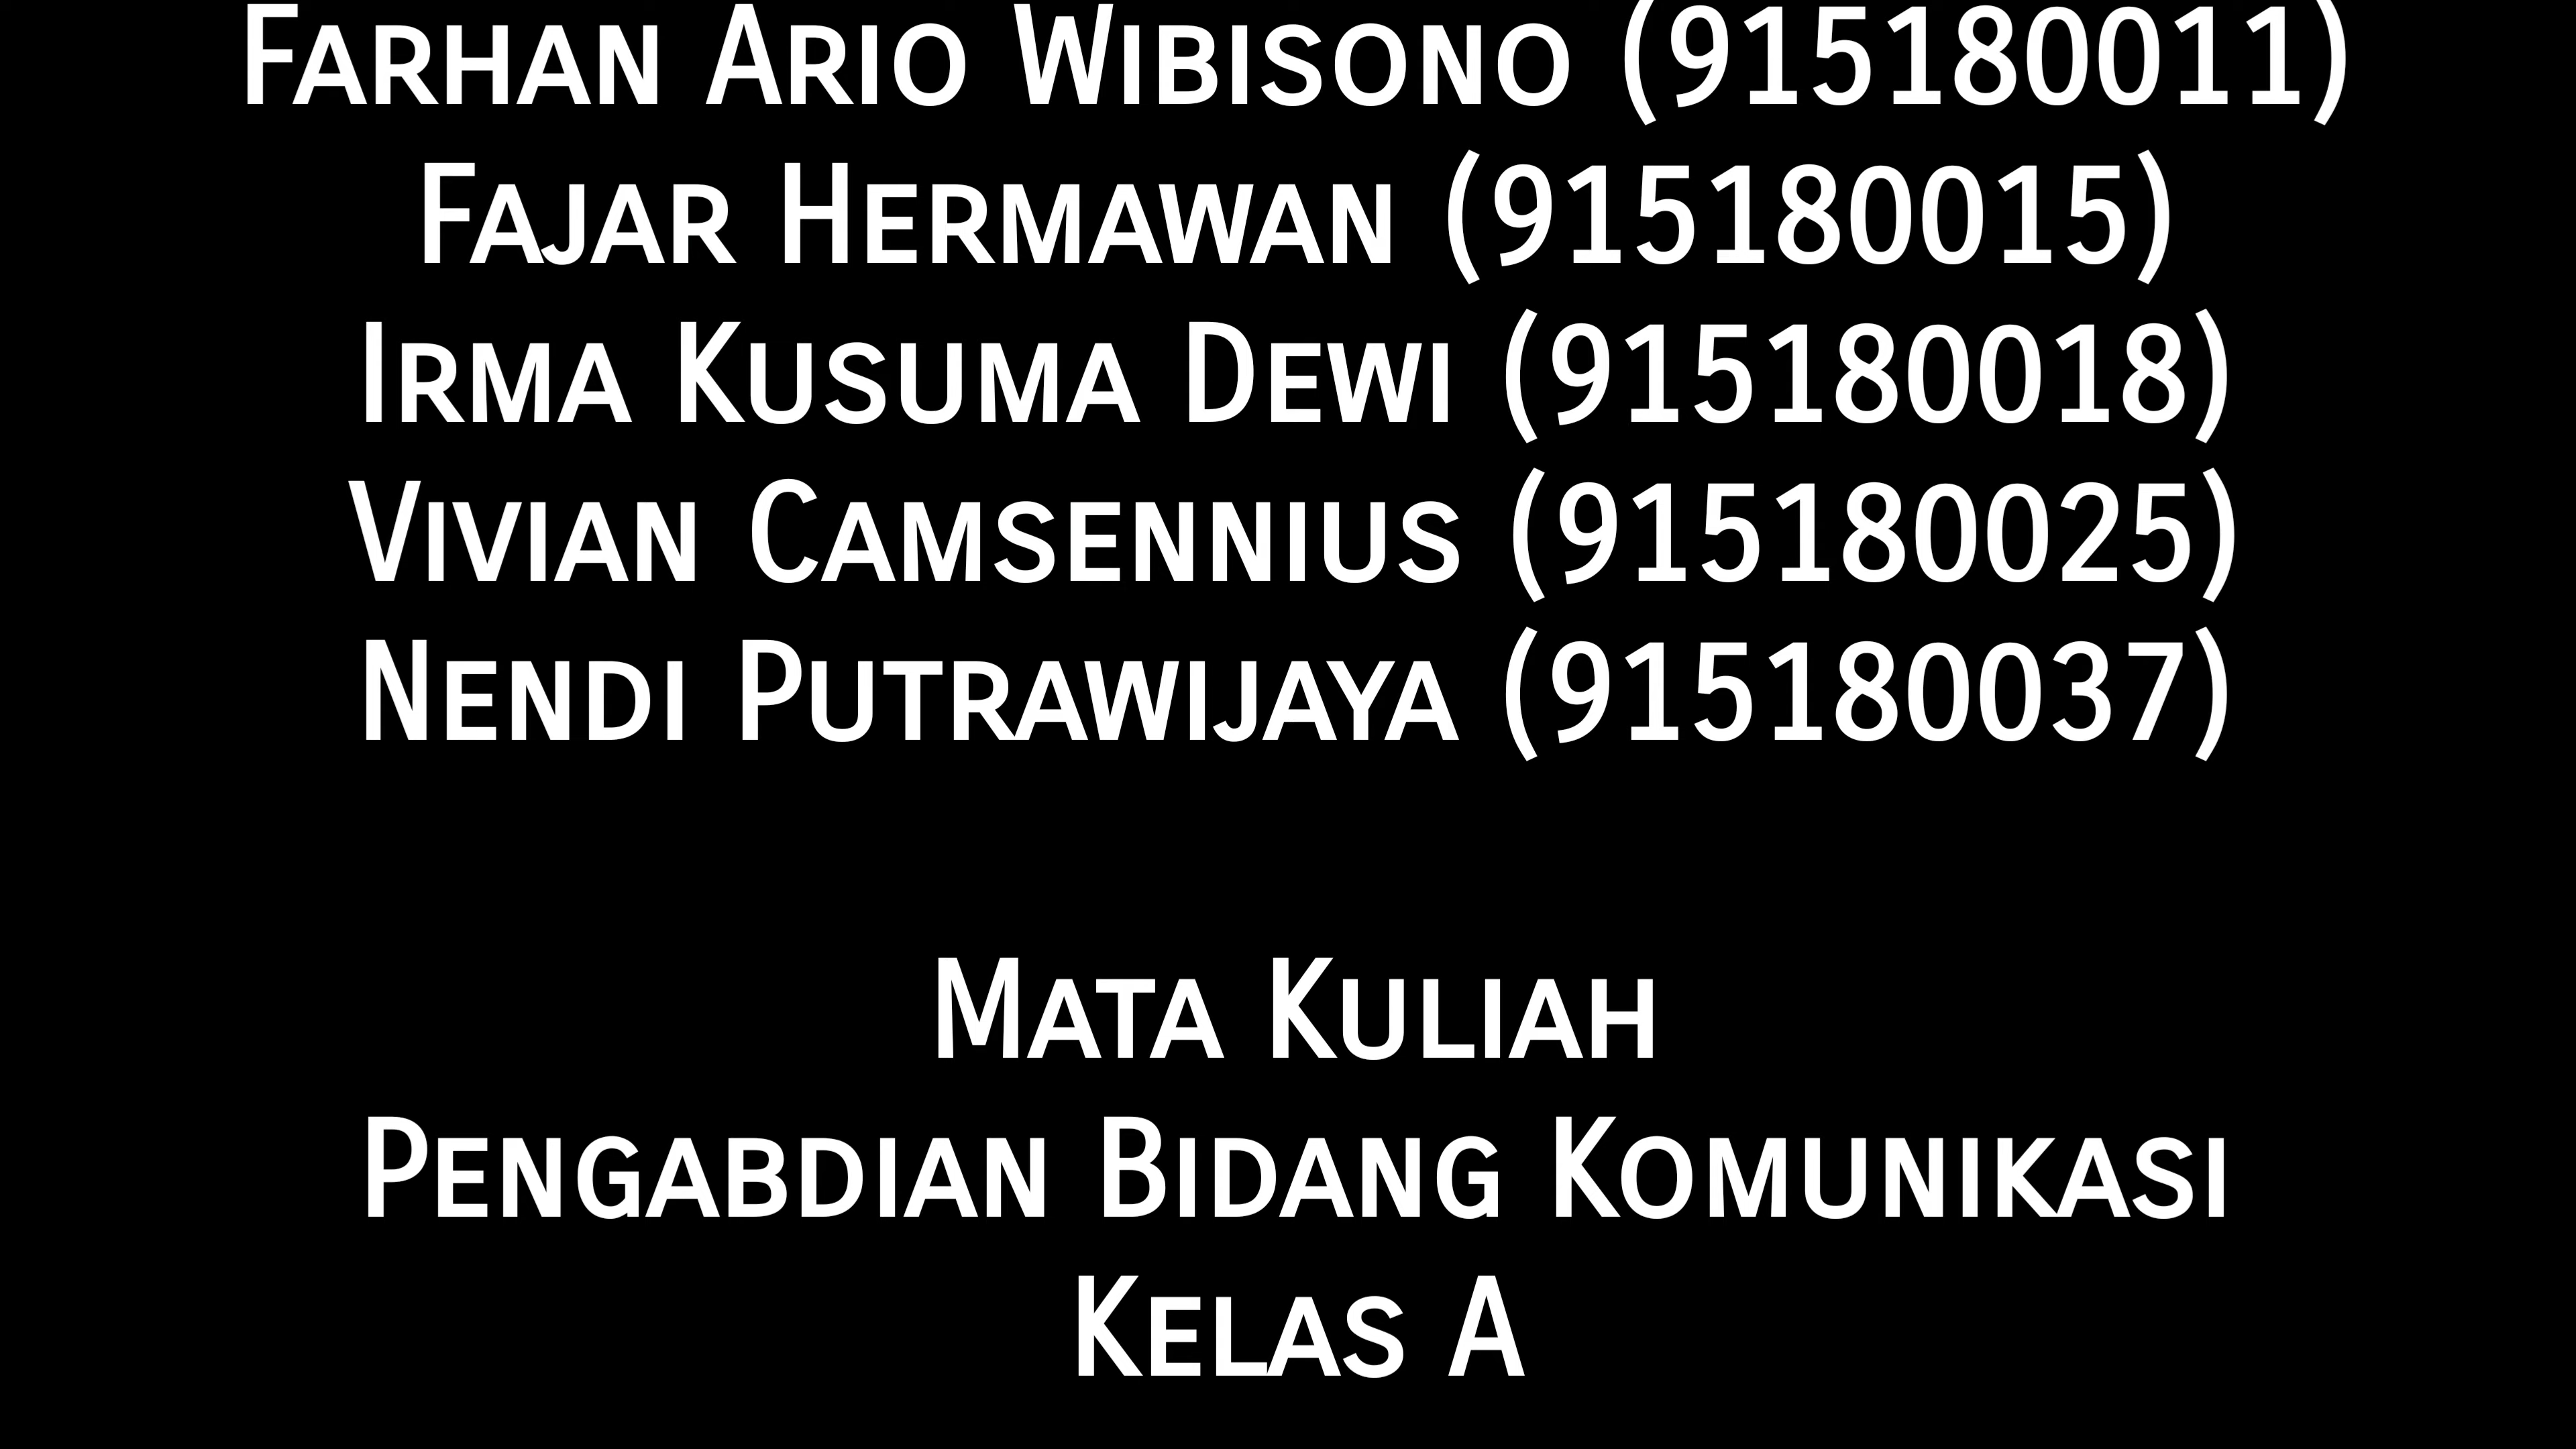 Farhan Ario Wibisono (915180011)
Fajar Hermawan (915180015)
Irma Kusuma Dewi (915180018)
Vivian Camsennius (915180025)
Nendi Putrawijaya (915180037)
Mata Kuliah
Pengabdian Bidang Komunikasi
Kelas A